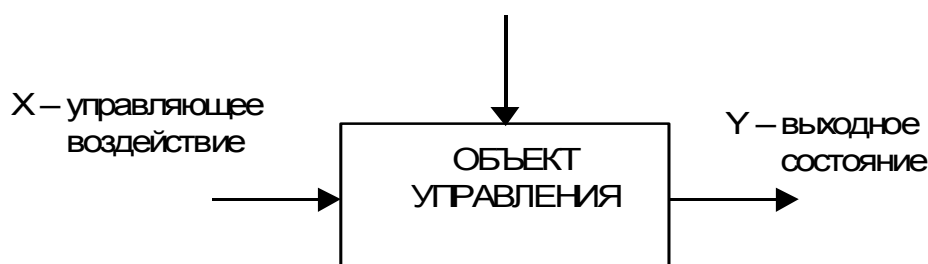 X – управляющее
воздействие
ОБЪЕКТ
УПРАВЛЕНИЯ
Y – выходное
состояние